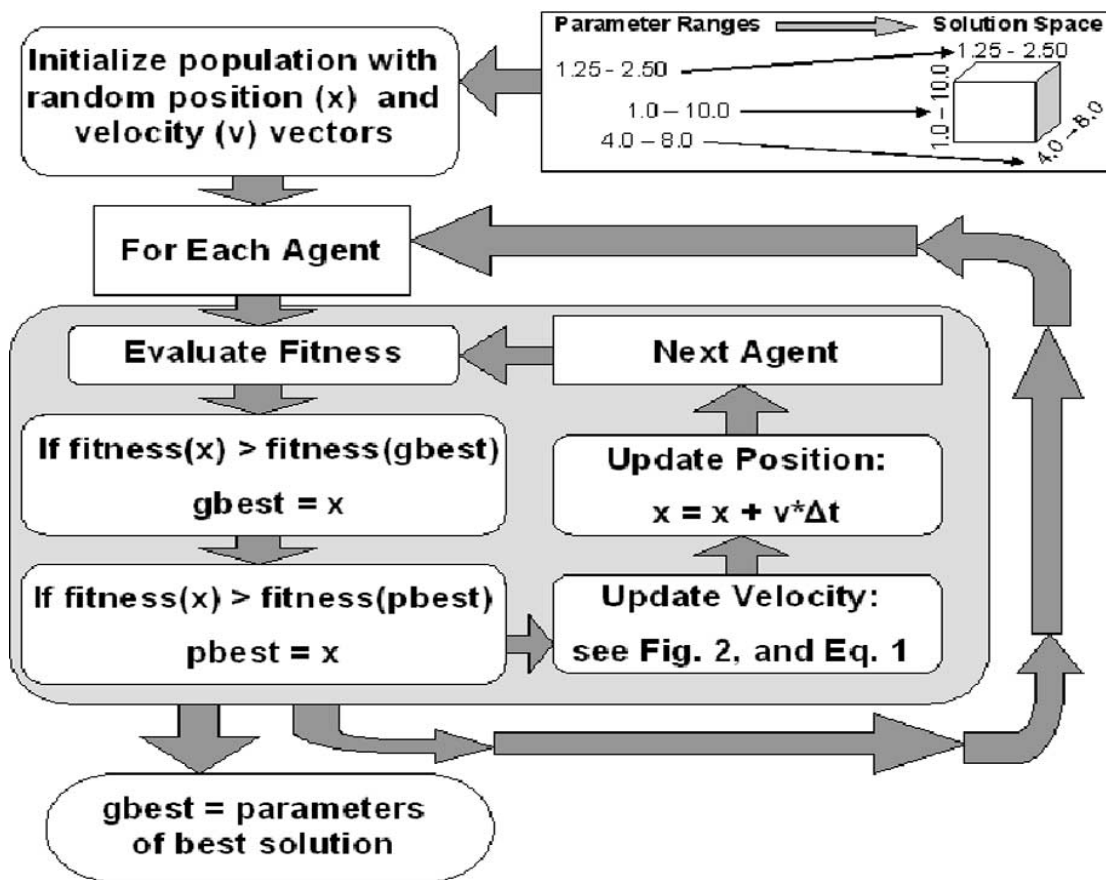 Parameter Ranges
Solution Space
1.25 - 2.50
1.25 - 2.50
1.0 – 10.0
1.0 – 10.0
4.0 – 8.0
4.0 – 8.0
Initialize population with
random position (x) and
velocity (v) vectors
For Each Agent
Evaluate Fitness
If fitness(x) > fitness(gbest)
gbest = x
If fitness(x) > fitness(pbest)
pbest = x
Update Velocity:
see Fig. 2, and Eq. 1
Update Position:
x = x + v*Δt
Next Agent
gbest = parameters
of best solution